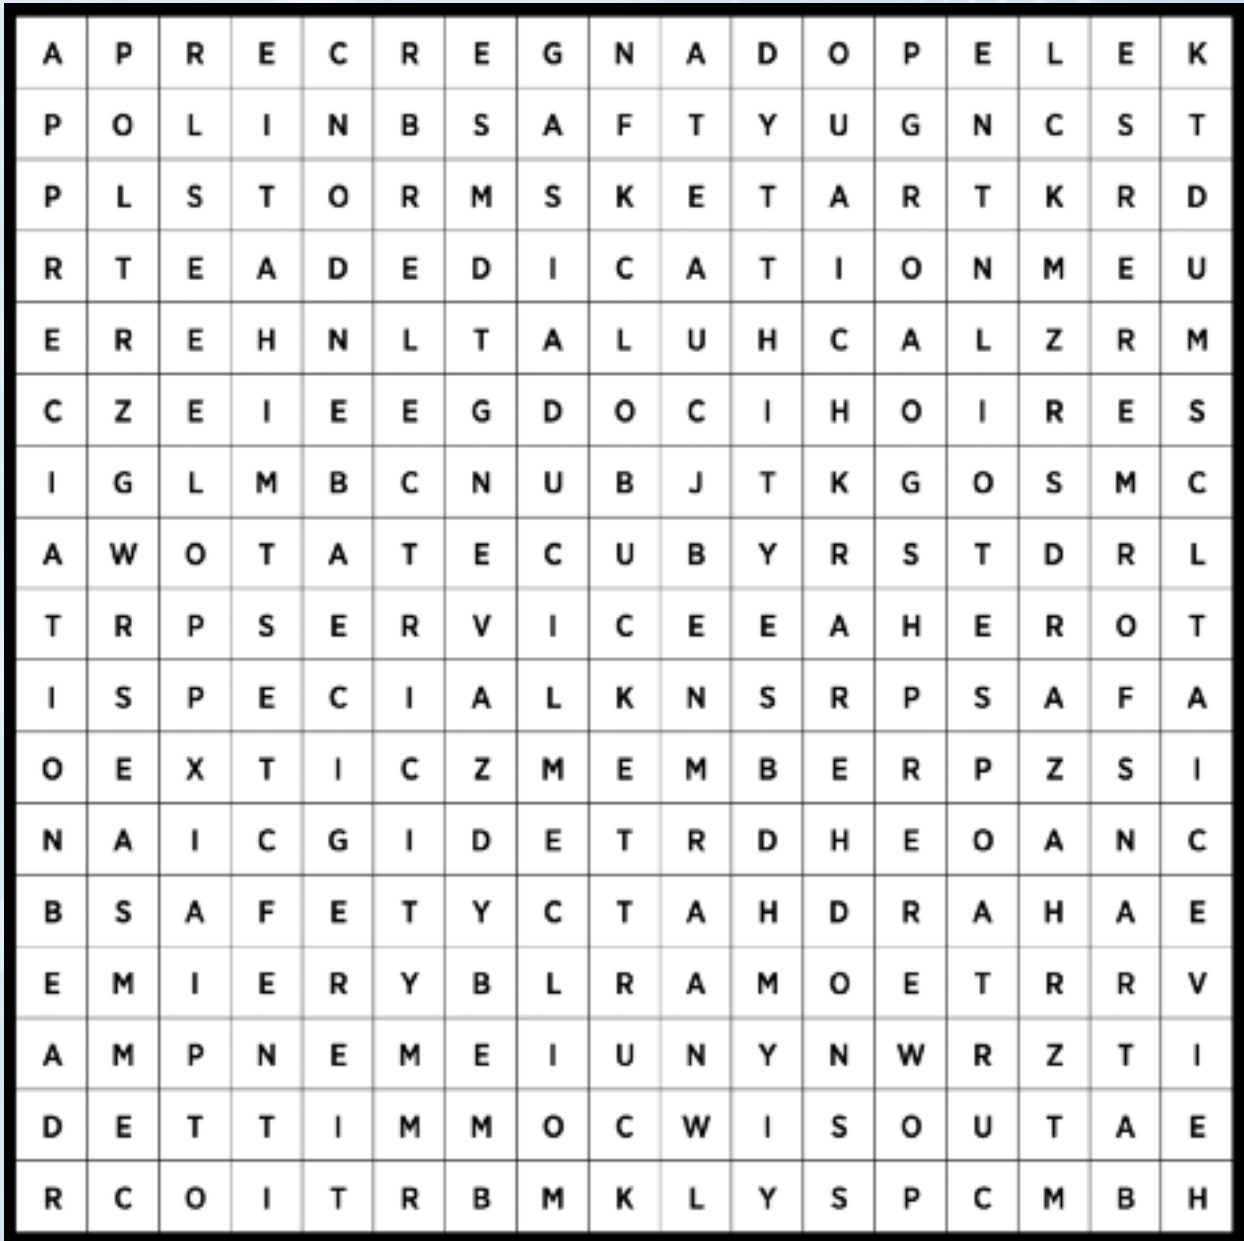 A P R E C R E G N A D O P E L E K
P O L I N B S A F T Y U G N C S T
P L S T O R M S K E T A R T K R D
R T E A D E D I C A T I O N M E U
E R E H N L T A L U H C A L Z R M
C Z E I E E G D O C I H O I R E S
I G L M B C N U B J T K G O S M C
A W O T A T E C U B Y R S T D R L
T R P S E R V I C E E A H E R O T
I S P E C I A L K N S R P S A F A
O E X T I C Z M E M B E R P Z S I
N A I C G I D E T R D H E O A N C
B S A F E T Y C T A H D R A H A E
E M I E R Y B L R A M O E T R R V
A M P N E M E I U N Y N W R Z T I
D E T T I M M O C W I S O U T A E
R C O I T R B M K L Y S P C M B H